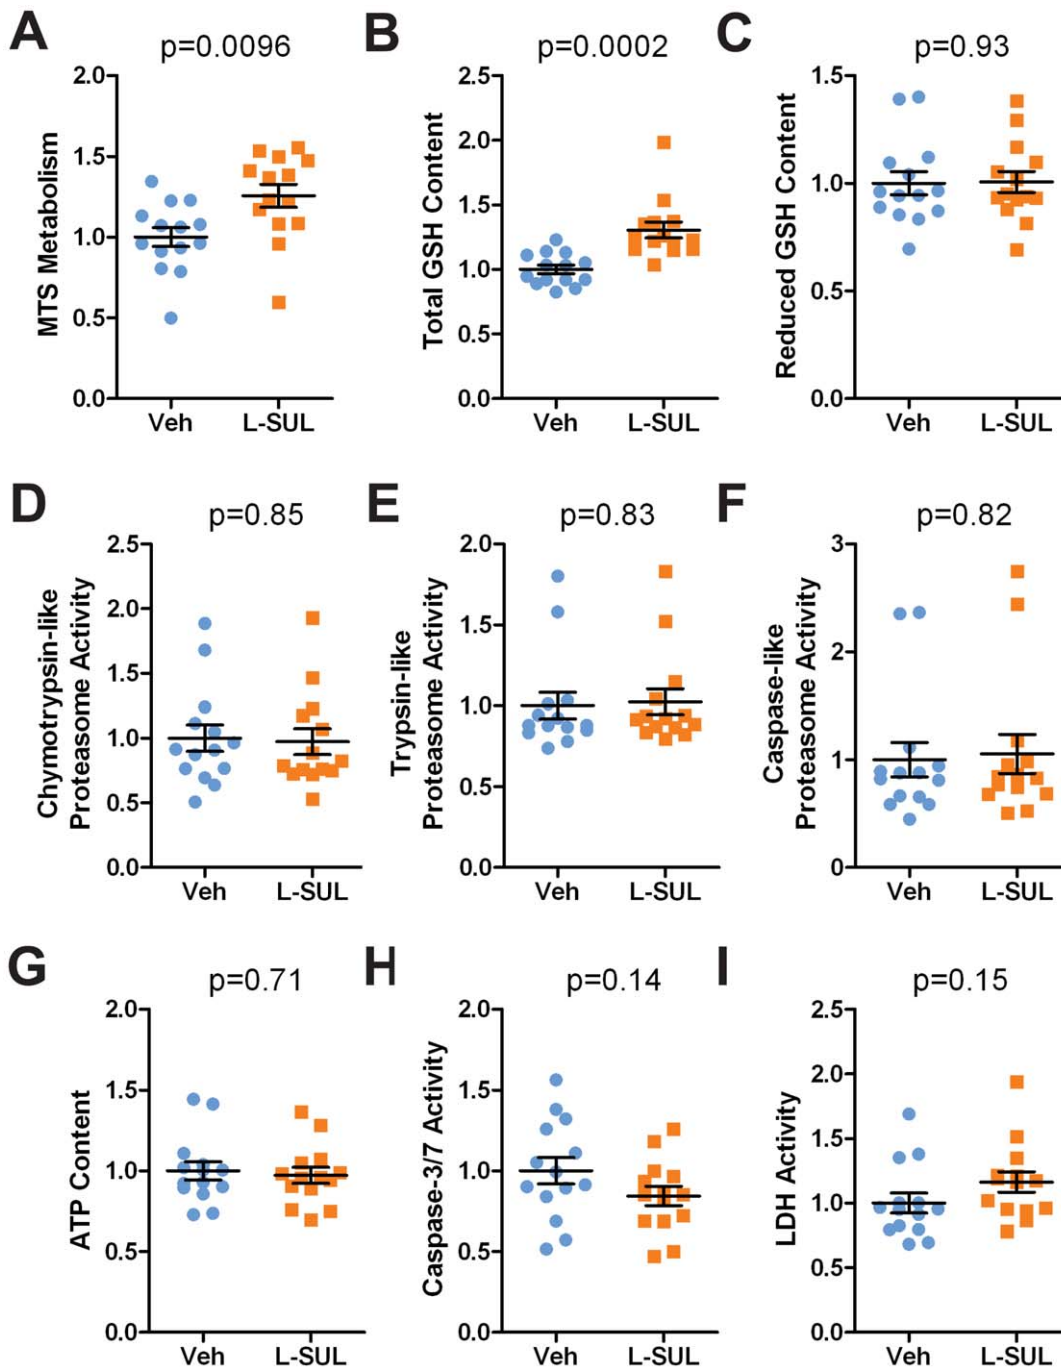 A
p=0.0096
MTS Metabolism
2.0
1.5
1.0
0.5
0.0
Veh
L-SUL
B
p=0.0002
Total GSH Content
2.5
2.0
1.5
1.0
0.5
0.0
Veh
L-SUL
C
p=0.93
Reduced GSH Content
1.5
1.0
0.5
0.0
Veh
L-SUL
D
p=0.85
Chymotrypsin-like
Proteasome Activity
2.5
2.0
1.5
1.0
0.5
0.0
Veh
L-SUL
E
p=0.83
Trypsin-like
Proteasome Activity
2.0
1.5
1.0
0.5
0.0
Veh
L-SUL
F
p=0.82
Caspase-like
Proteasome Activity
3
2
1
0
Veh
L-SUL
G
p=0.71
ATP Content
2.0
1.5
1.0
0.5
0.0
Veh
L-SUL
H
p=0.14
Caspase-3/7 Activity
2.0
1.5
1.0
0.5
0.0
Veh
L-SUL
I
p=0.15
LDH Activity
2.5
2.0
1.5
1.0
0.5
0.0
Veh
L-SUL